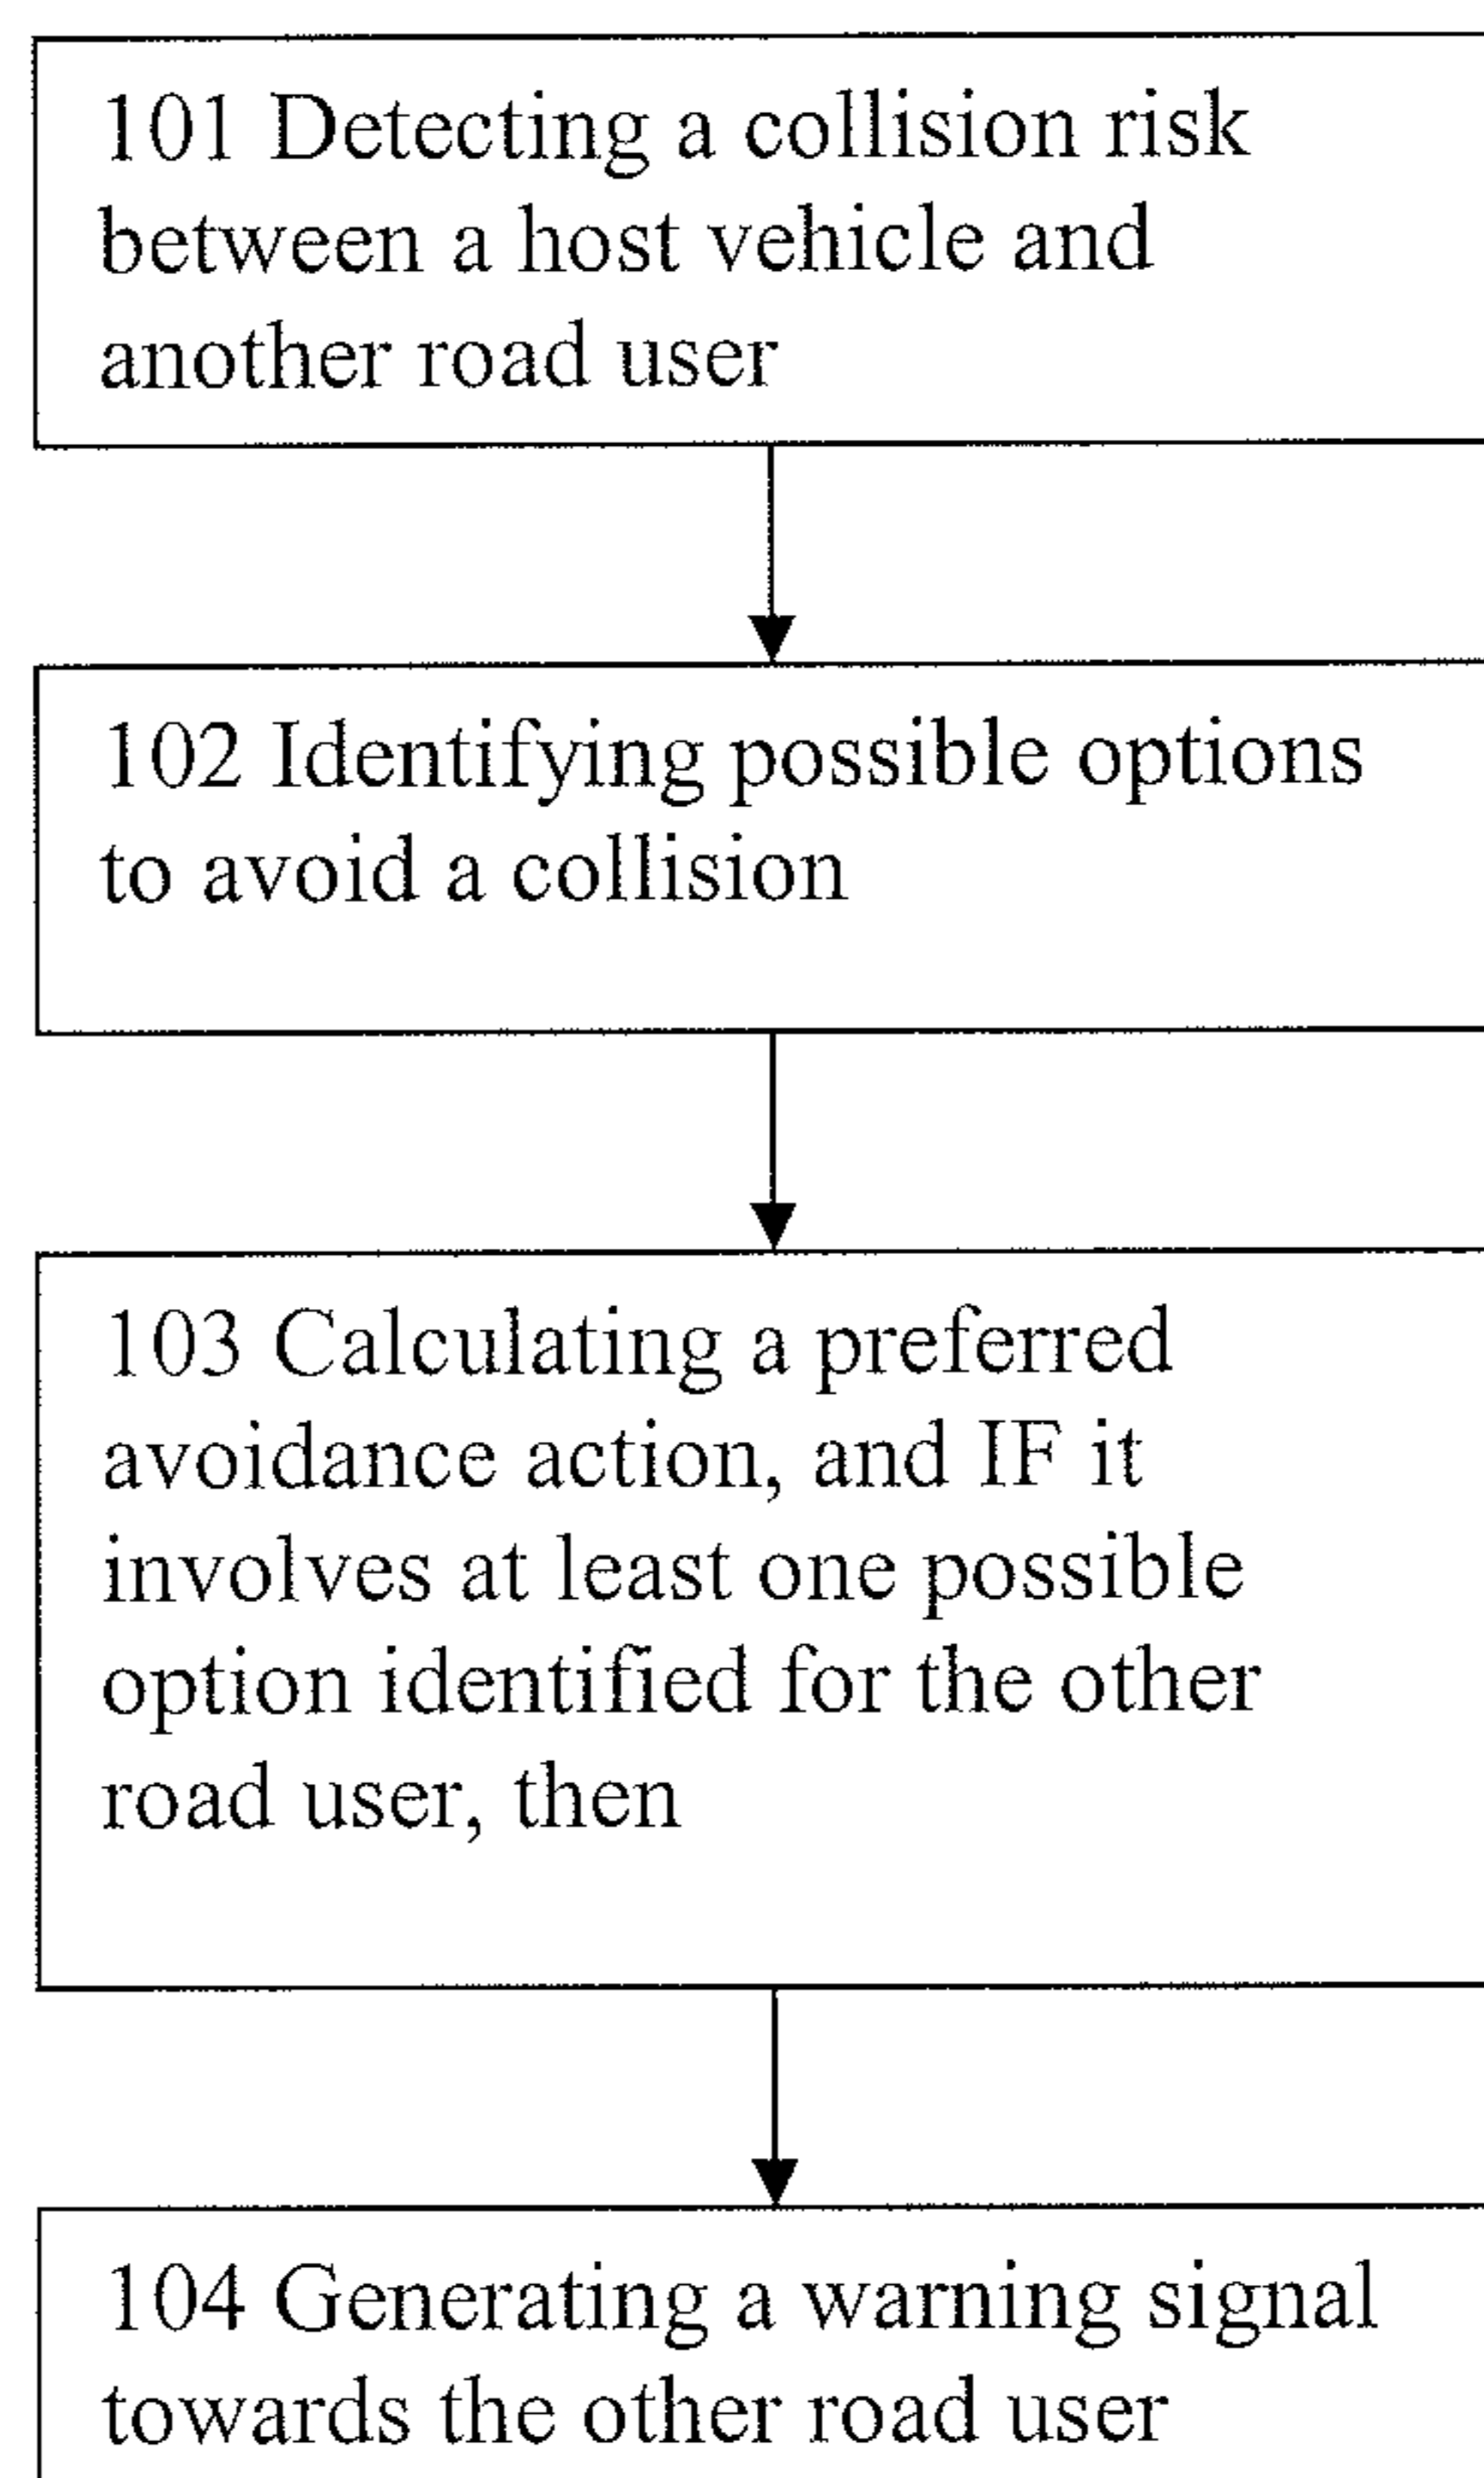 101 Detecting a collision risk
between a host vehicle and
another road user
102 Identifying possible options
to avoid a collision
103 Calculating a preferred
avoidance action, and IF it
involves at least one possible
option identified for the other
road user, then
104 Generating a warning signal
towards the other road user